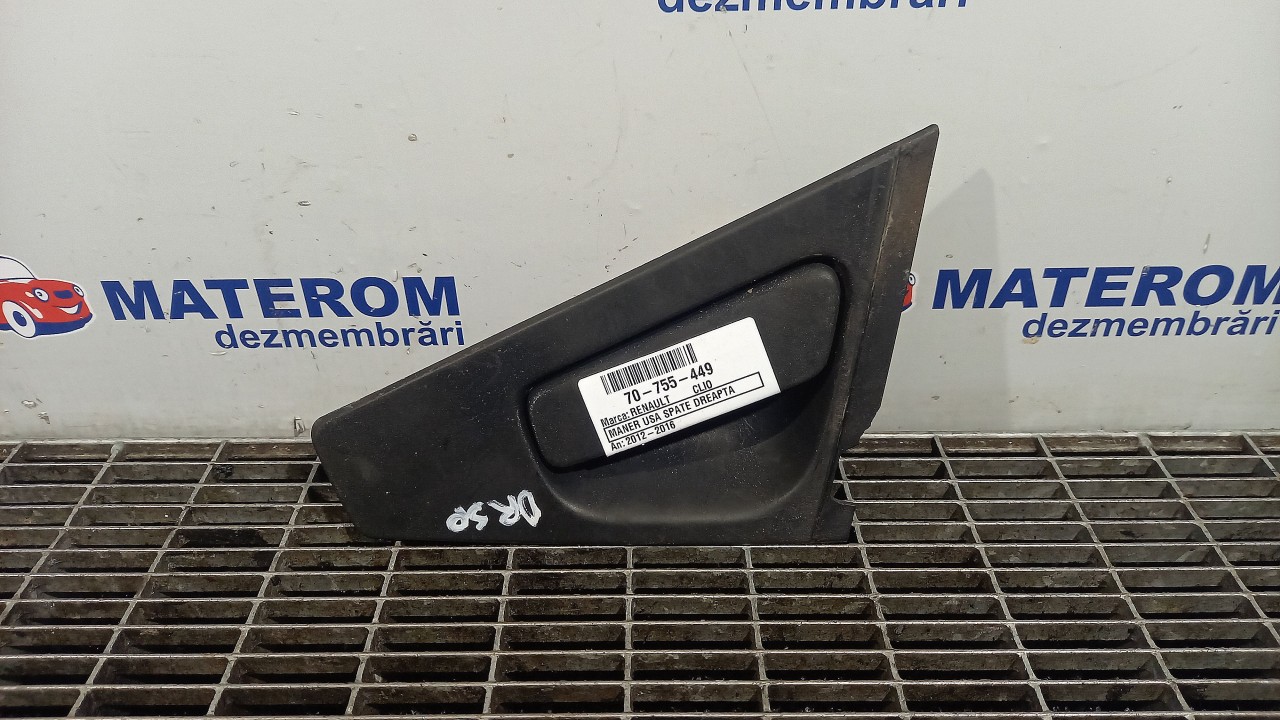 dezmembrări
MATEROM
dezmembrări
MATEROM
dezmembrări
70-755-449
Marca: RENAULT CLIO
MANER USA SPATE DREAPTA
An: 2012-2016
DR SP